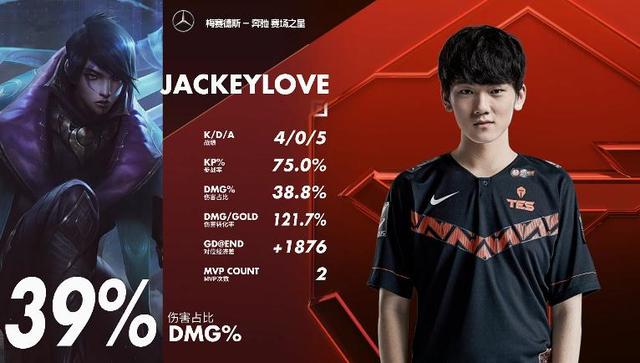 梅赛德斯 – 奔驰 赛场之星
JACKEYLOVE
K/D/A 4/0/5
战绩
KP% 75.0%
参战率
DMG% 38.8%
伤害占比
DMG/GOLD 121.7%
伤害转化率
GD@END +1876
对位经济差
MVP COUNT 2
MVP次数
39%
伤害占比
DMG%
TES